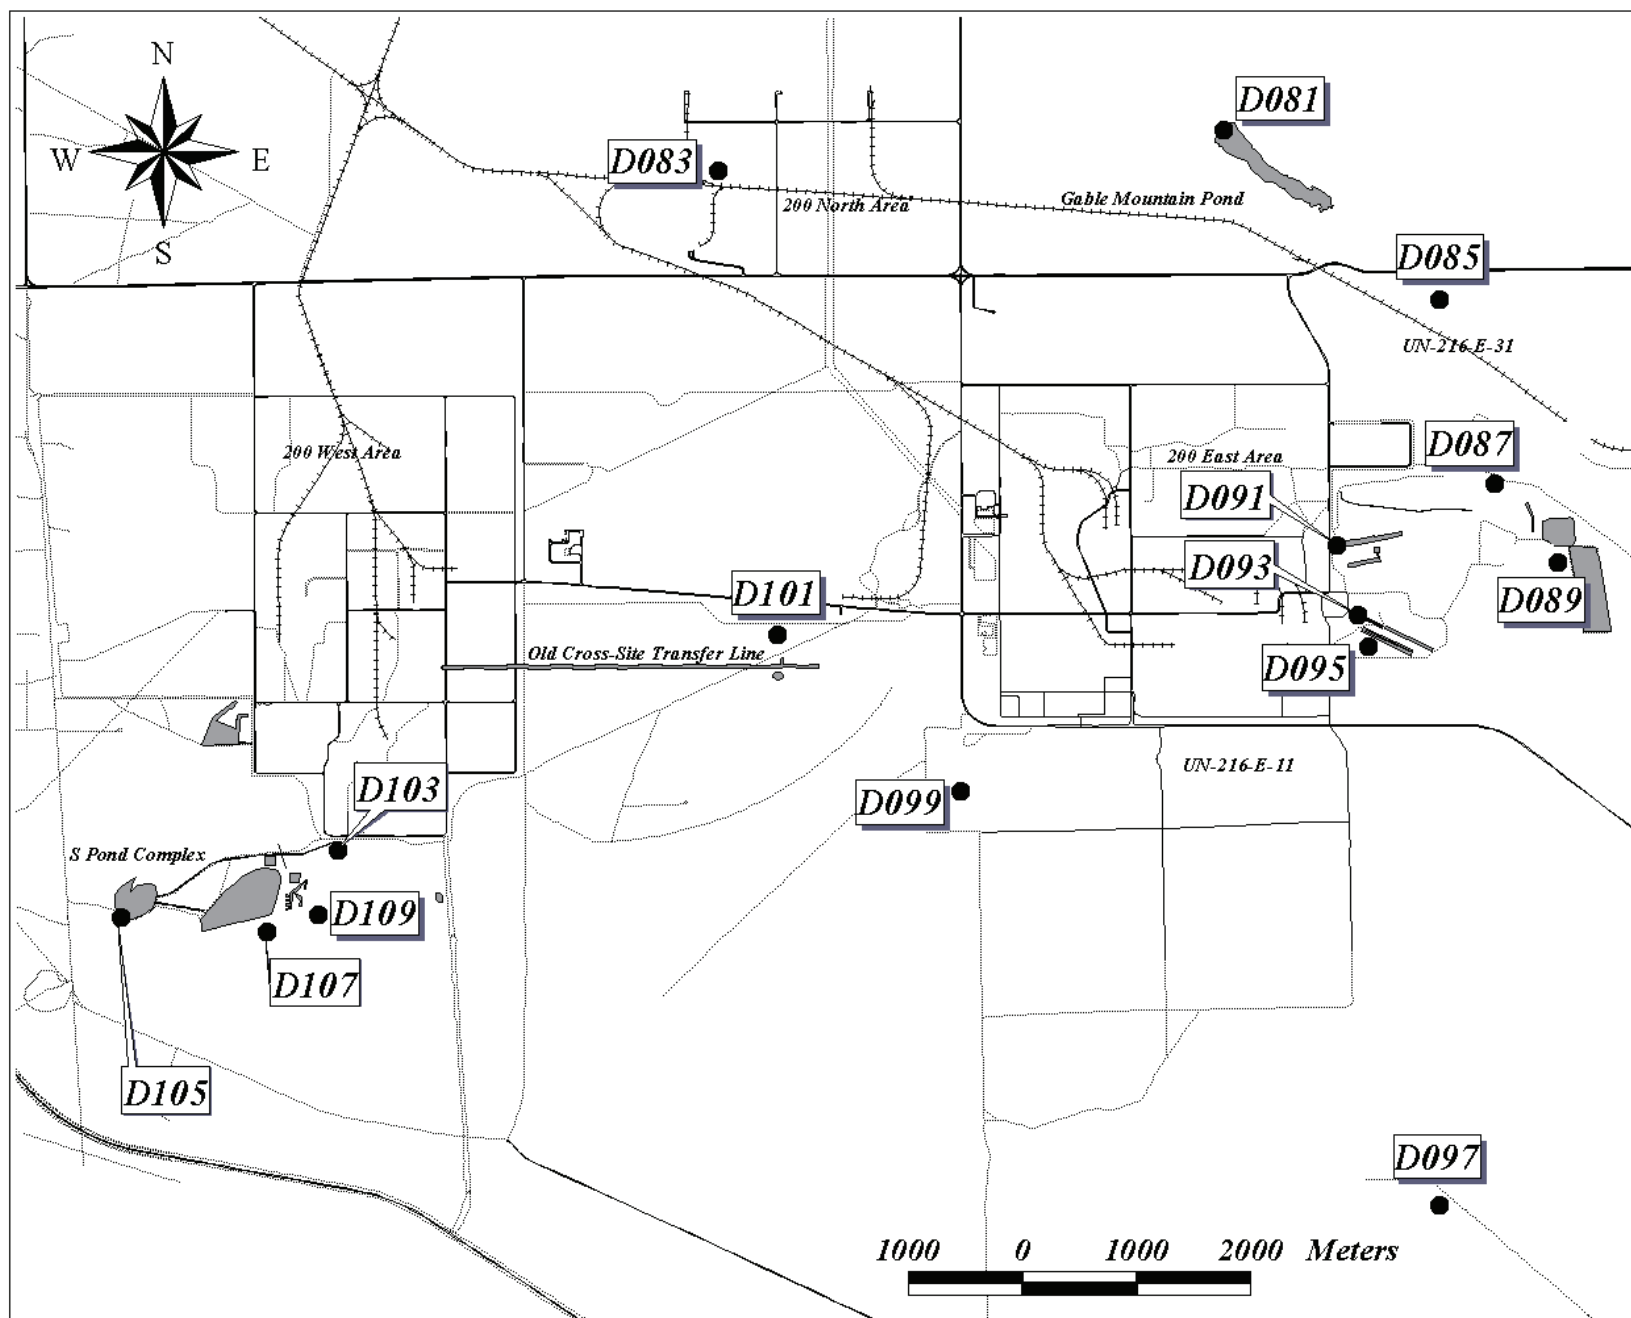 N
W
E
S
D081
D083
200 North Area
Gable Mountain Pond
D085
UN-216-E-31
200 West Area
200 East Area
D087
D091
D093
D101
D089
Old Cross-Site Transfer Line
D095
UN-216-E-11
D103
D099
S Pond Complex
D109
D107
D105
D097
1000 0 1000 2000 Meters